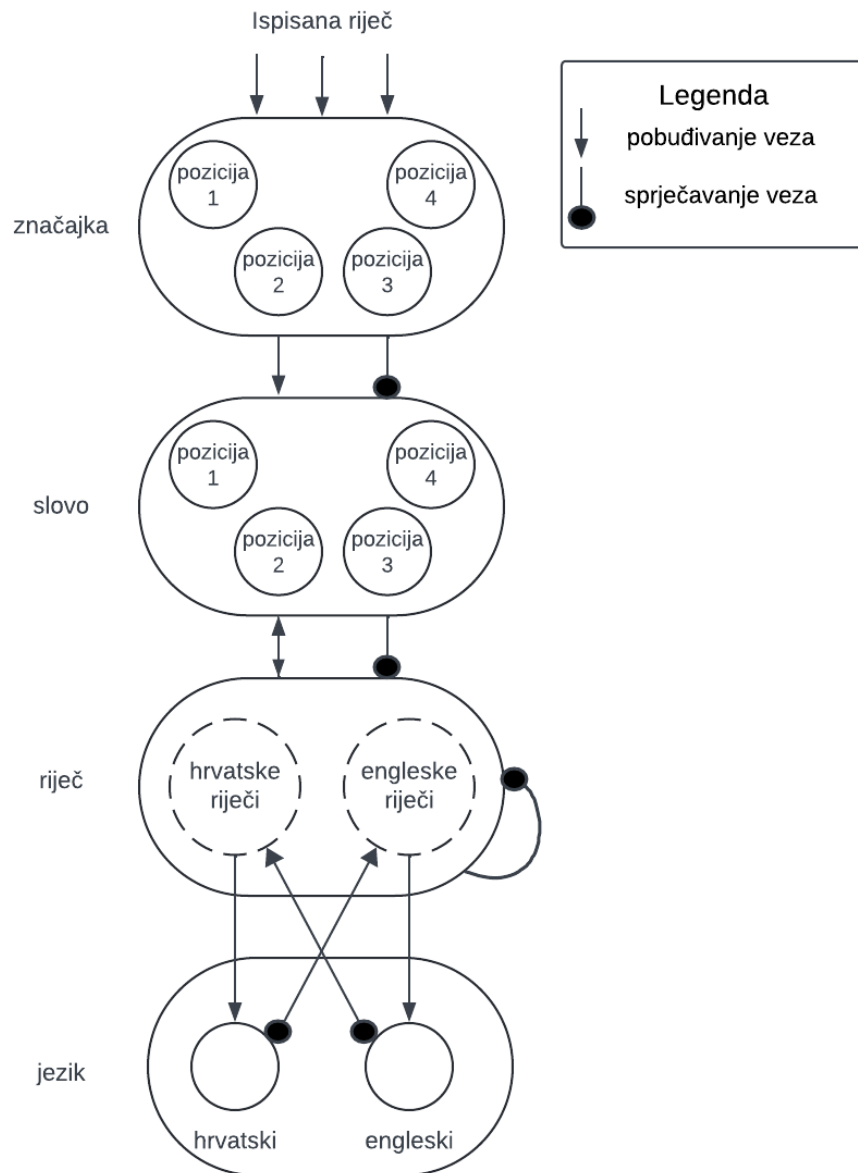 Ispisana riječ
Legenda
pobuđivanje veza
sprječavanje veza
značajka
pozicija
1
pozicija
2
pozicija
3
pozicija
4
slovo
pozicija
1
pozicija
2
pozicija
3
pozicija
4
riječ
hrvatske
riječi
engleske
riječi
jezik
hrvatski
engleski